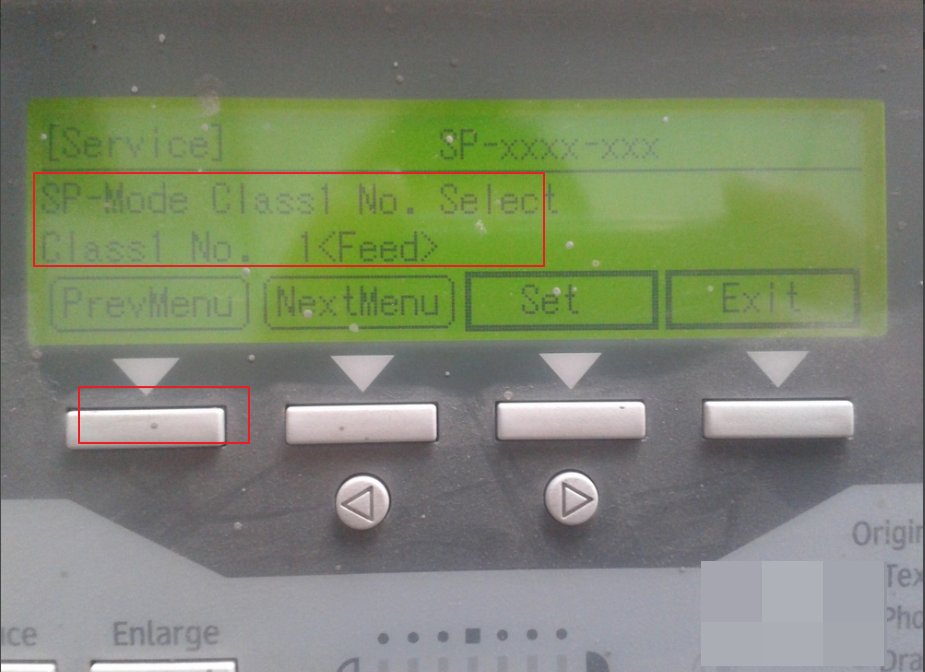 [Service] SP-xxxx-xxx
SP-Mode Class1 No. Select
Class1 No. 1<Feed>
PrevMenu NextMenu Set Exit
Enlarge